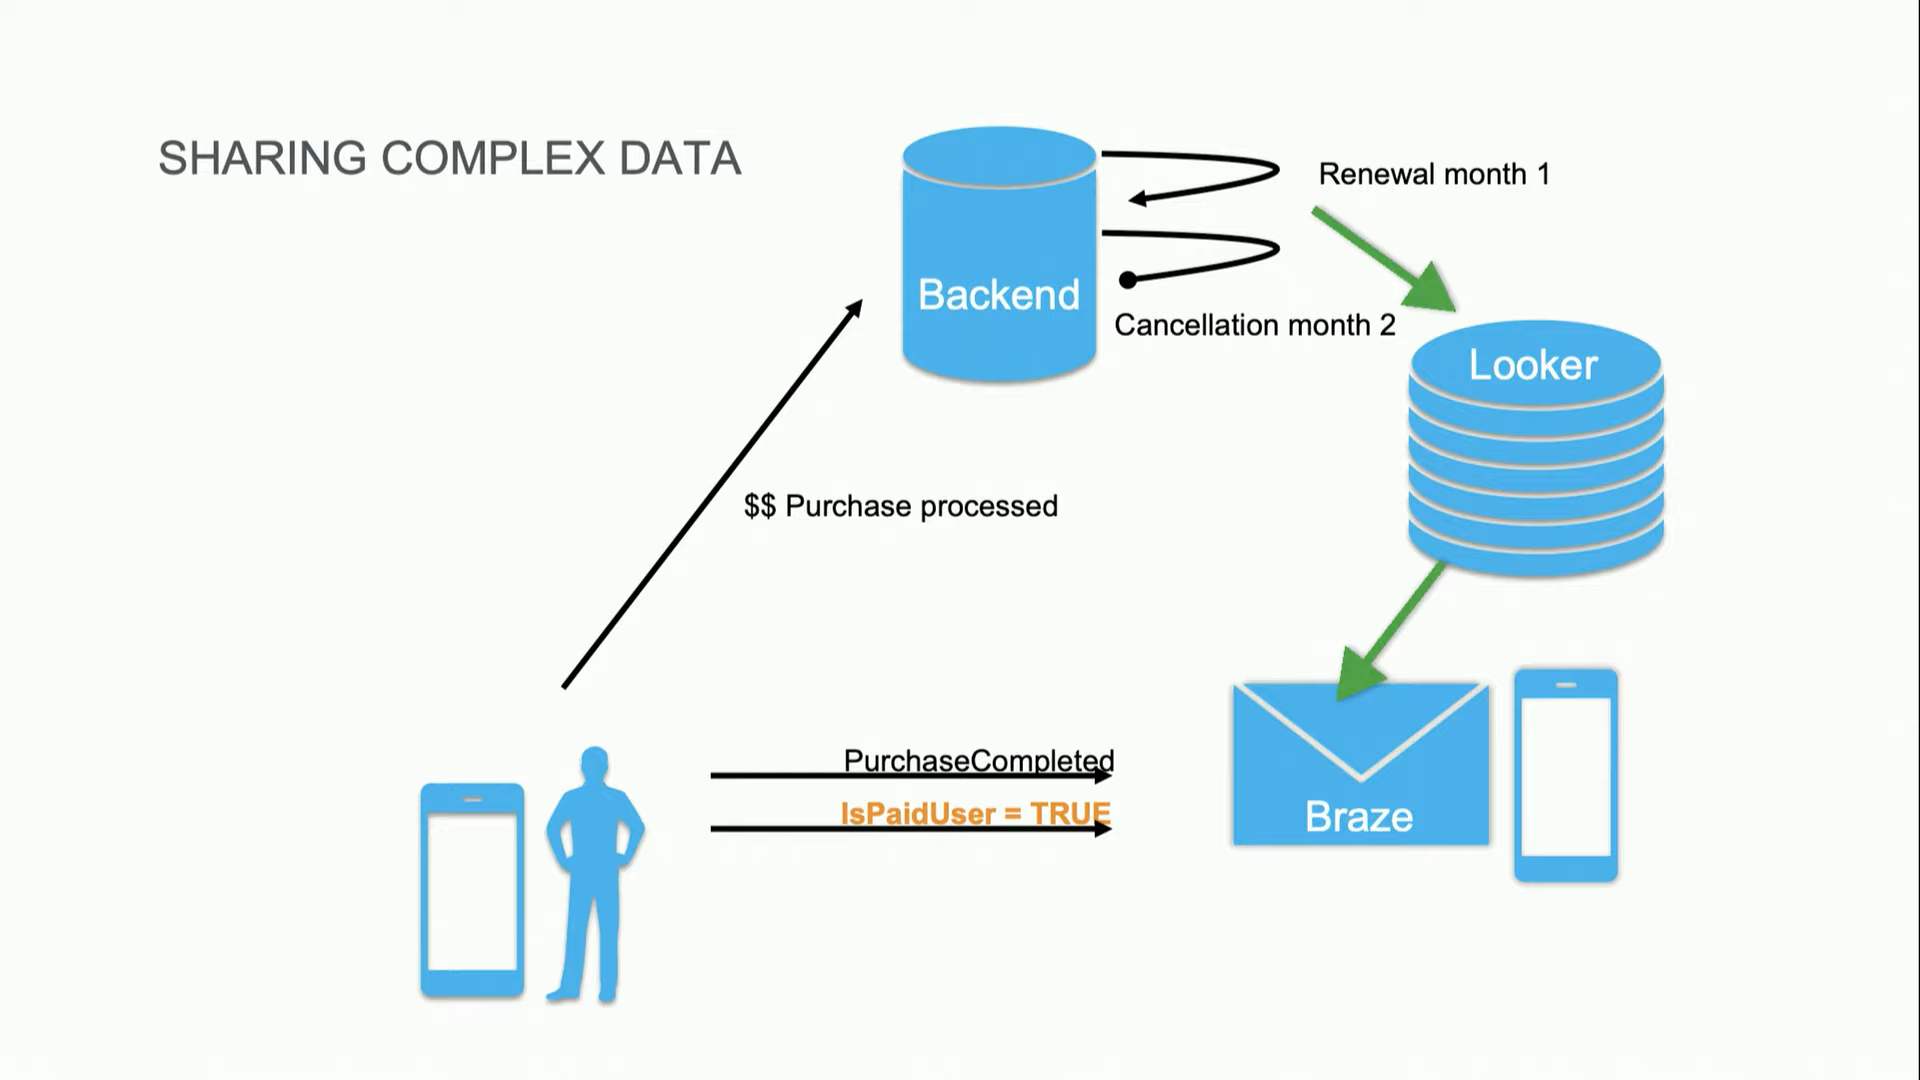 SHARING COMPLEX DATA
Renewal month 1
Backend
Cancellation month 2
Looker
$$ Purchase processed
PurchaseCompleted
IsPaidUser = TRUE
Braze